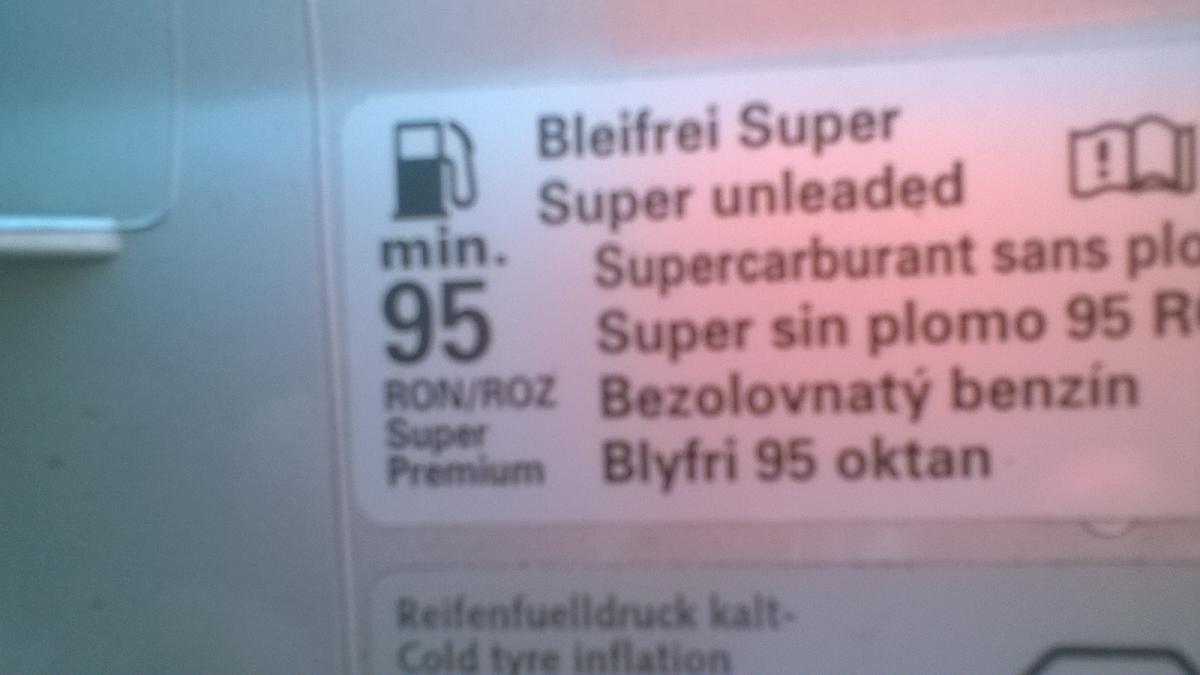 Bleifrei Super
Super unleaded
min.
95
RON/ROZ
Super
Premium
Supercarburant sans plo
Super sin plomo 95 R
Bezolovnatý benzín
Blyfri 95 oktan
Reifenfuelldruck kalt-
Cold tyre inflation